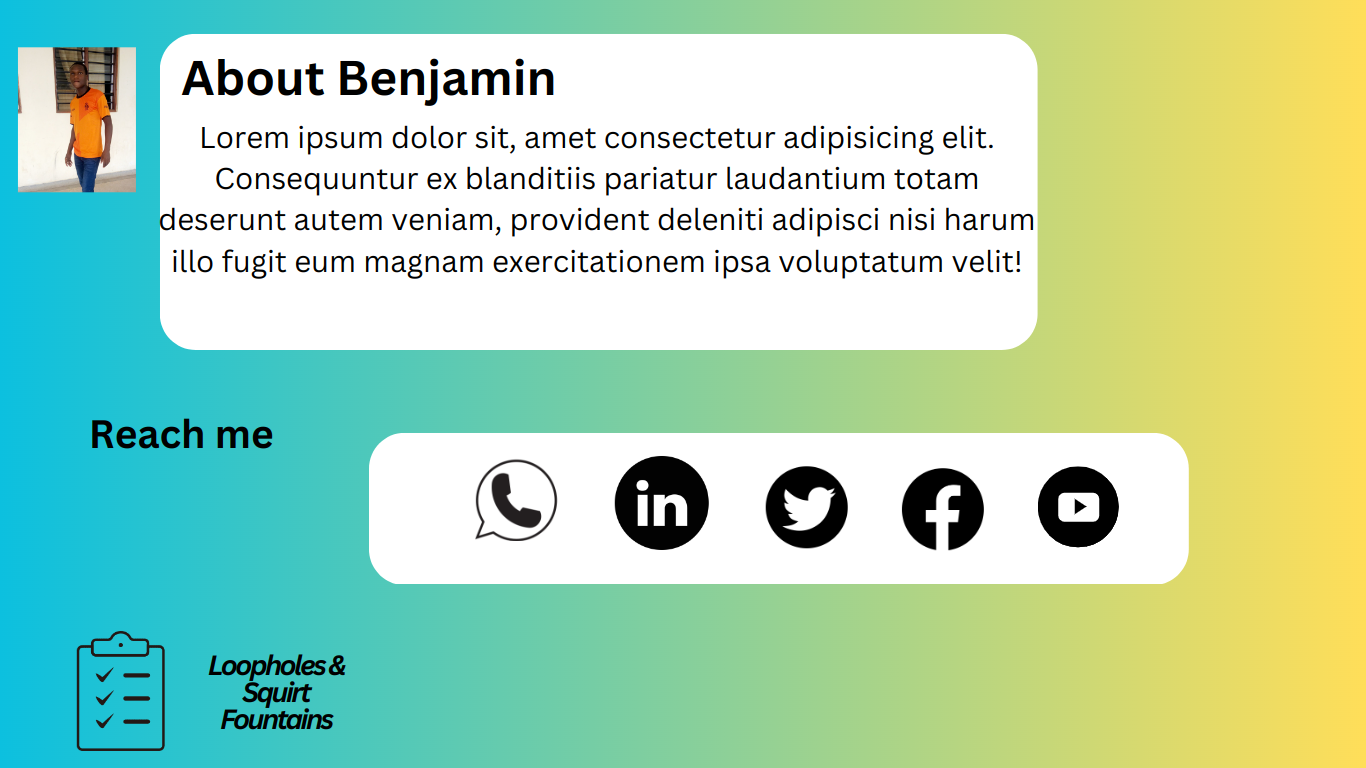 About Benjamin
Lorem ipsum dolor sit, amet consectetur adipisicing elit.
Consequuntur ex blanditiis pariatur laudantium totam
deserunt autem veniam, provident deleniti adipisci nisi harum
illo fugit eum magnam exercitationem ipsa voluptatum velit!
Reach me
in
Loopholes &
Squirt
Fountains